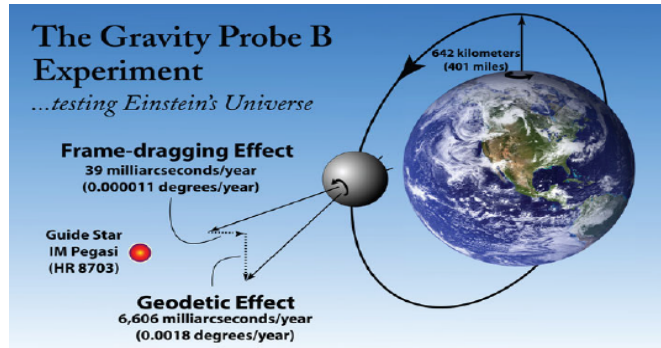 The Gravity Probe B
Experiment
...testing Einstein's Universe
642 kilometers
(401 miles)
Frame-dragging Effect
39 milliarcseconds/year
(0.000011 degrees/year)
Guide Star
IM Pegasi
(HR 8703)
Geodetic Effect
6,606 milliarcseconds/year
(0.0018 degrees/year)